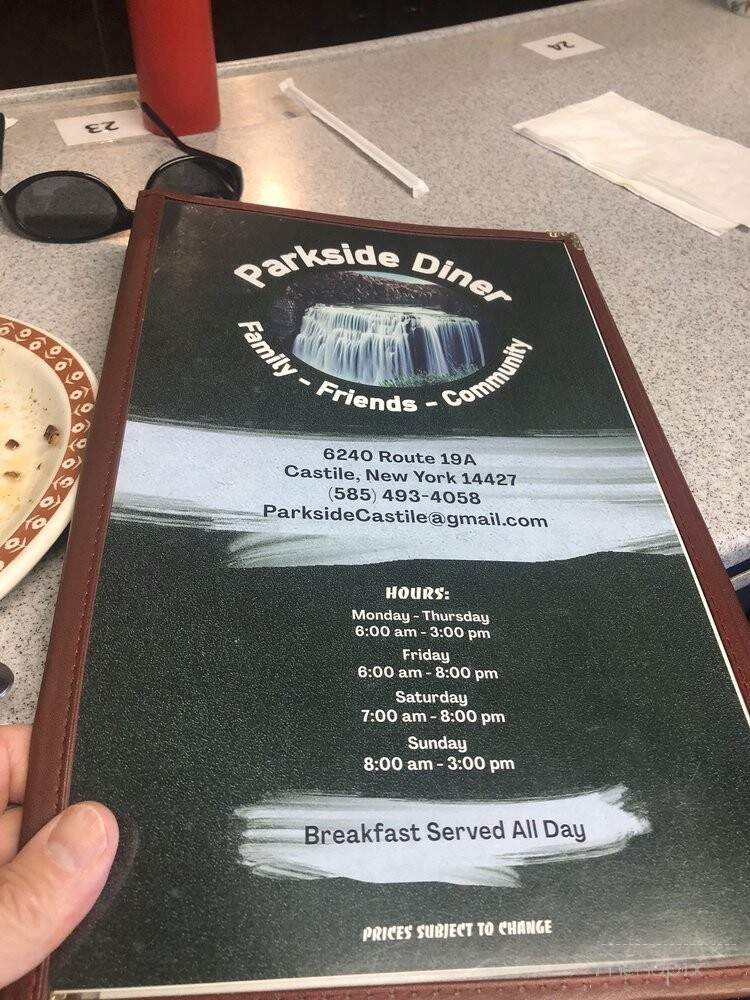 24
23
Parkside Diner
Family - Friends - Community
6240 Route 19A
Castile, New York 14427
(585) 493-4058
ParksideCastile@gmail.com
HOURS:
Monday - Thursday
6:00 am - 3:00 pm
Friday
6:00 am - 8:00 pm
Saturday
7:00 am - 8:00 pm
Sunday
8:00 am - 3:00 pm
Breakfast Served All Day
PRICES SUBJECT TO CHANGE
menupix